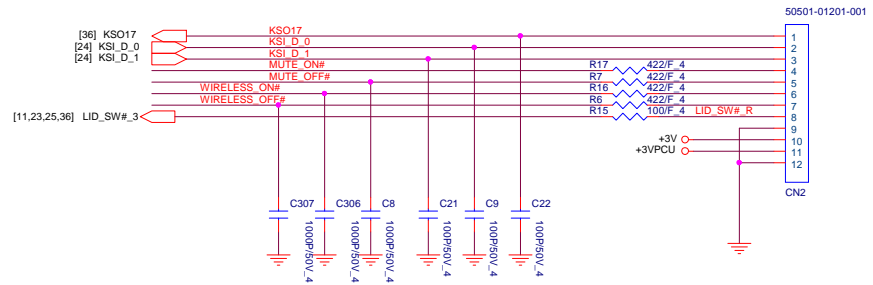 50501-01201-001
[36] KSO17
KSO17
1
[24] KSI_D_0
KSI_D_0
2
[24] KSI_D_1
KSI_D_1
3
MUTE_ON#
R17
422/F_4
4
MUTE_OFF#
R7
422/F_4
5
WIRELESS_ON#
R16
422/F_4
6
WIRELESS_OFF#
R6
422/F_4
7
[11,23,25,36] LID_SW#_3
R15
100/F_4
LID_SW#_R
8
9
+3V
10
+3VPCU
11
12
CN2
C307
C306
C8
C21
C9
C22
1000P/50V_4
1000P/50V_4
1000P/50V_4
100P/50V_4
100P/50V_4
100P/50V_4